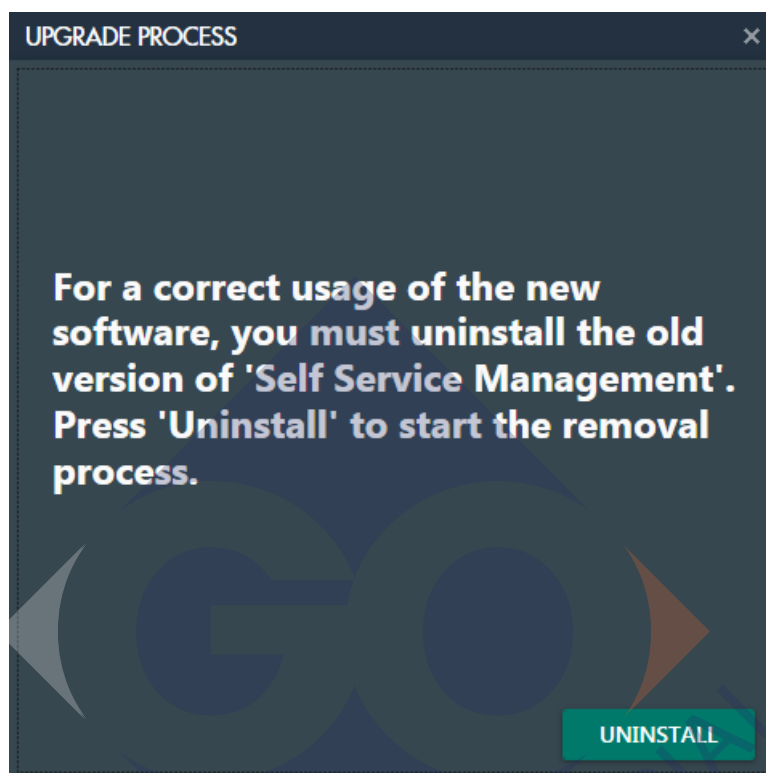 UPGRADE PROCESS
For a correct usage of the new
software, you must uninstall the old
version of 'Self Service Management'.
Press 'Uninstall' to start the removal
process.
GO
UNINSTALL